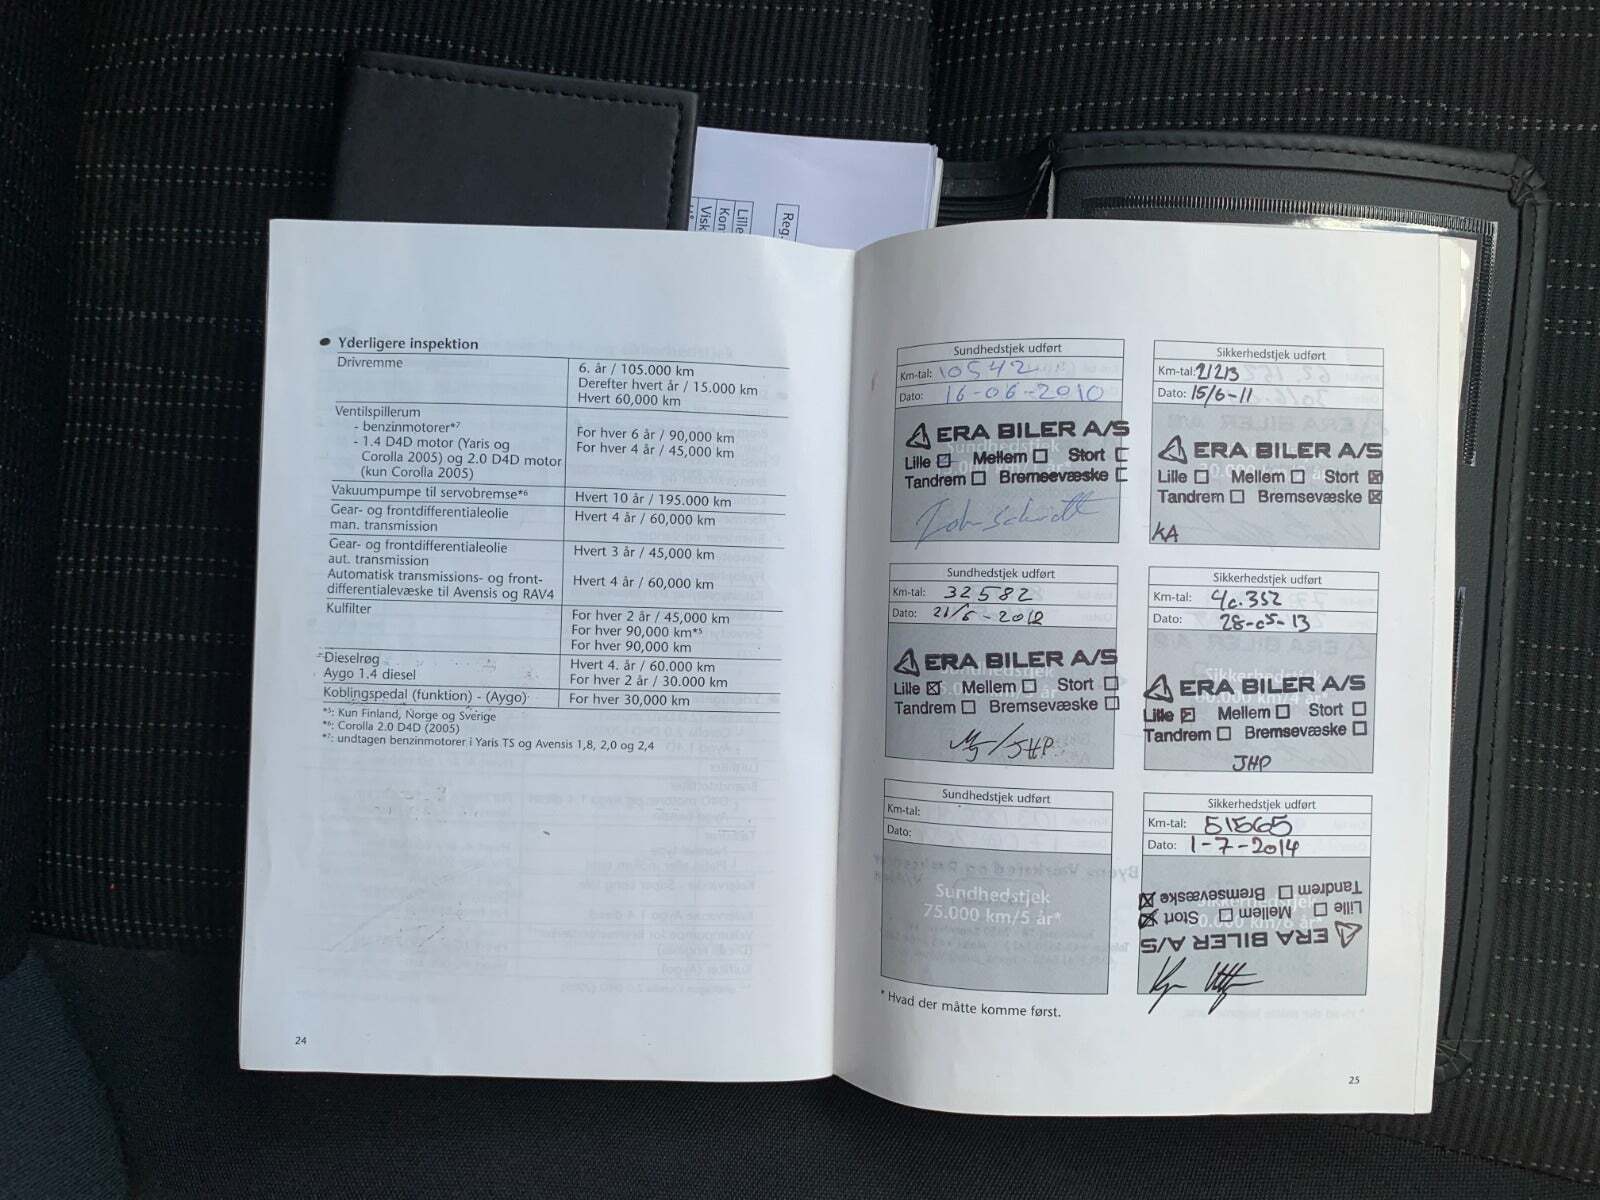 Reg.
Lille
Kon
Visk
Yderligere inspektion
Drivremme
6. år / 105.000 km
Derefter hvert år / 15.000 km
Hvert 60,000 km
Ventilspillerum
- benzinmotorer*7
- 1.4 D4D motor (Yaris og
Corolla 2005) og 2.0 D4D motor
(kun Corolla 2005)
For hver 6 år / 90,000 km
For hver 4 år / 45,000 km
Vakuumpumpe til servobremse*6
Hvert 10 år / 195.000 km
Gear- og frontdifferentialeolie
man. transmission
Hvert 4 år / 60,000 km
Gear- og frontdifferentialeolie
aut. transmission
Hvert 3 år / 45,000 km
Automatisk transmissions- og front-
differentialevæske til Avensis og RAV4
Hvert 4 år / 60,000 km
Kulfilter
For hver 2 år / 45,000 km
For hver 90,000 km*5
For hver 90,000 km
Dieselrøg
Aygo 1.4 diesel
Hvert 4. år / 60.000 km
For hver 2 år / 30.000 km
Koblingspedal (funktion) - (Aygo)
For hver 30,000 km
*5: Kun Finland, Norge og Sverige
*6: Corolla 2.0 D4D (2005)
*7: undtagen benzinmotorer i Yaris TS og Avensis 1,8, 2,0 og 2,4
24
Sundhedstjek udført
Km-tal: 10542
Dato: 16-06-2010
ERA BILER A/S
Lille Mellem Stort
Tandrem Bremsevæske
Sikkerhedstjek udført
Km-tal: 21213
Dato: 15/6-11
ERA BILER A/S
Lille Mellem Stort
Tandrem Bremsevæske
KA
Sundhedstjek udført
Km-tal: 32582
Dato: 21/6-2012
ERA BILER A/S
Lille Mellem Stort
Tandrem Bremsevæske
JHP
Sikkerhedstjek udført
Km-tal: 40.352
Dato: 28-05-13
ERA BILER A/S
Lille Mellem Stort
Tandrem Bremsevæske
JHP
Sundhedstjek udført
Km-tal:
Dato:
Sundhedstjek
75.000 km/5 år*
Sikkerhedstjek udført
Km-tal: 51565
Dato: 1-7-2014
ERA BILER A/S
Lille Mellem Stort
Tandrem Bremsevæske
* Hvad der måtte komme først.
25